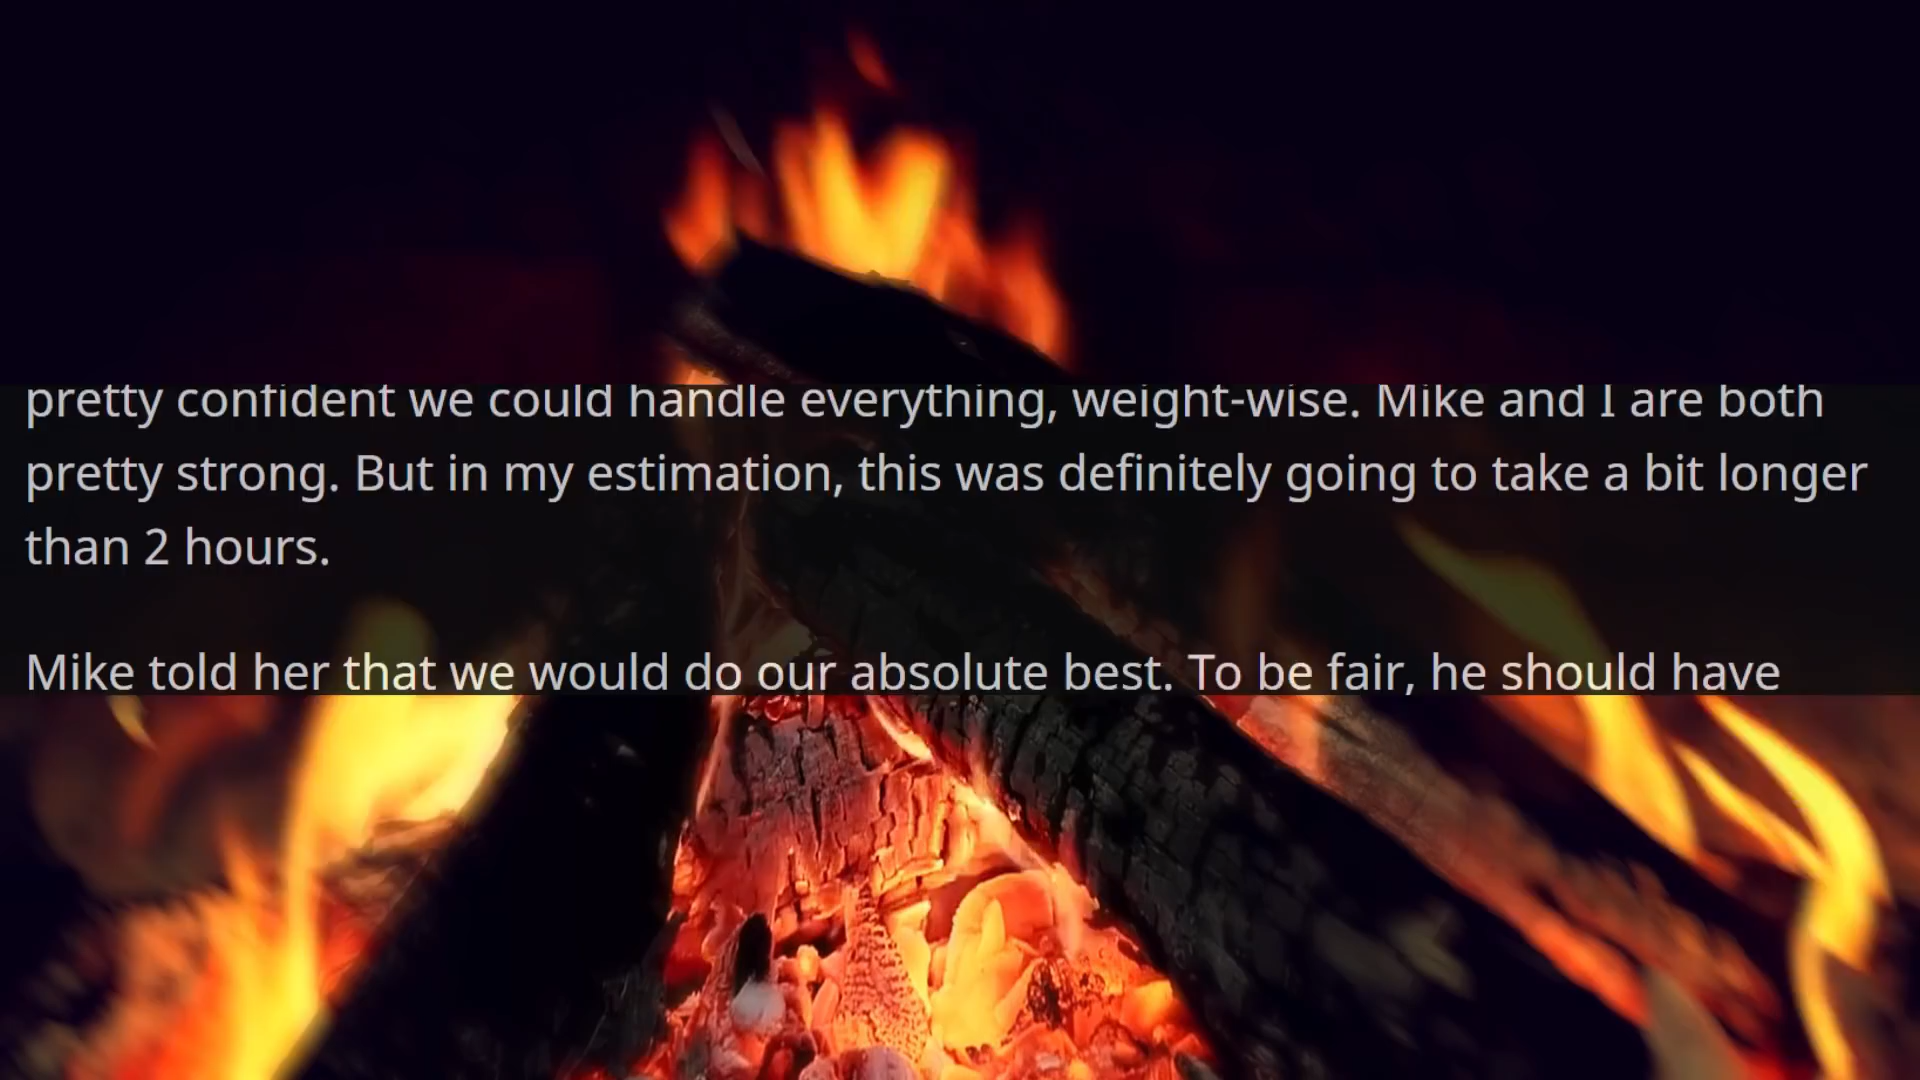 pretty confident we could handle everything, weight-wise. Mike and I are both
pretty strong. But in my estimation, this was definitely going to take a bit longer
than 2 hours.
Mike told her that we would do our absolute best. To be fair, he should have